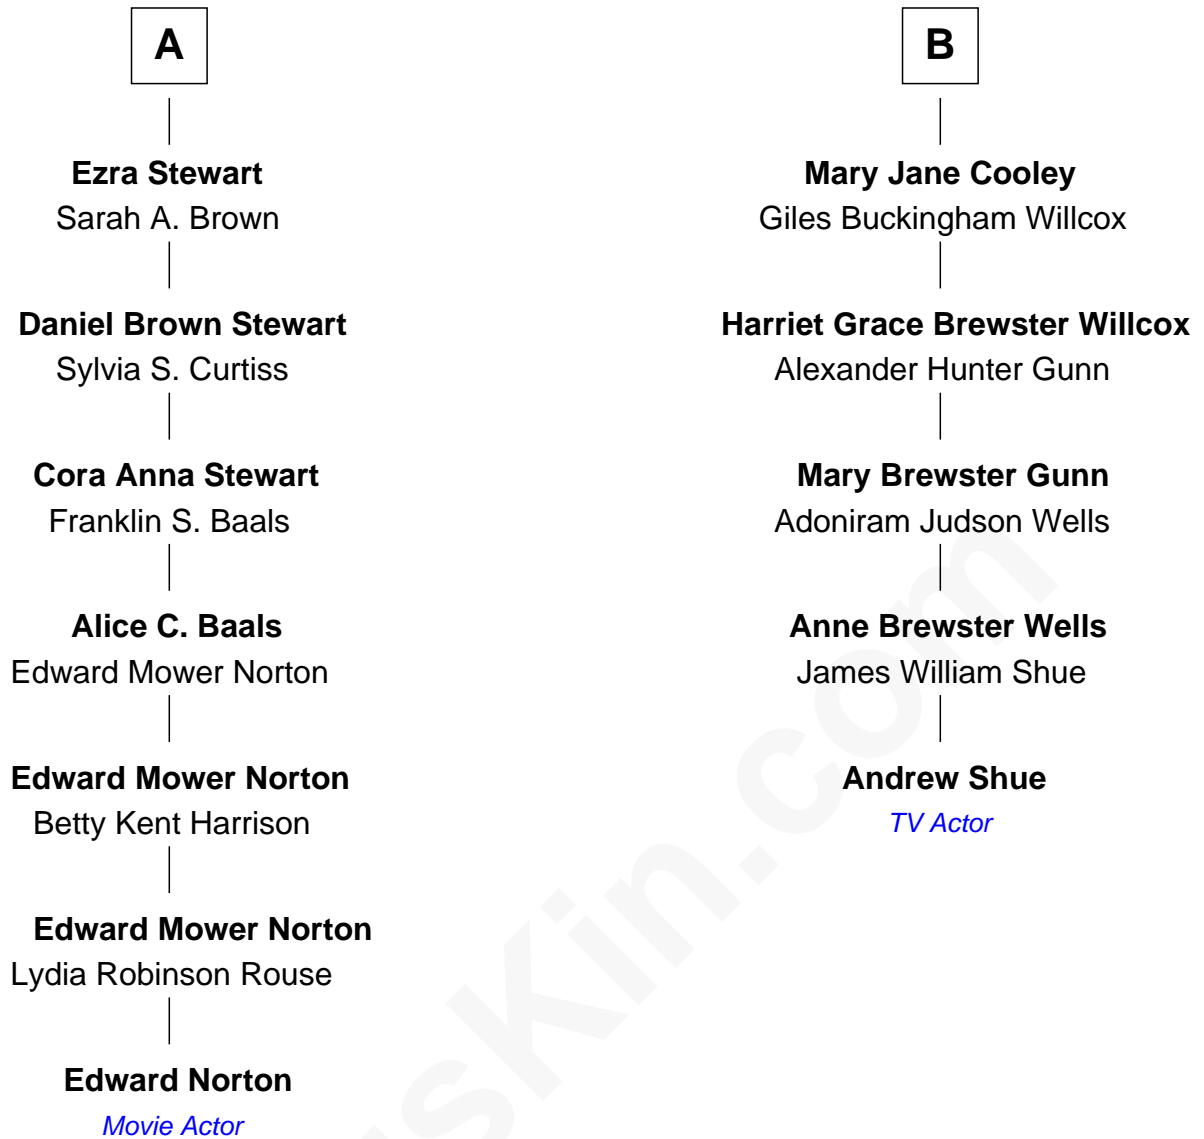 A
Ezra Stewart
Sarah A. Brown
Daniel Brown Stewart
Sylvia S. Curtiss
Cora Anna Stewart
Franklin S. Baals
Alice C. Baals
Edward Mower Norton
Edward Mower Norton
Betty Kent Harrison
Edward Mower Norton
Lydia Robinson Rouse
Edward Norton
Movie Actor
B
Mary Jane Cooley
Giles Buckingham Willcox
Harriet Grace Brewster Willcox
Alexander Hunter Gunn
Mary Brewster Gunn
Adoniram Judson Wells
Anne Brewster Wells
James William Shue
Andrew Shue
TV Actor
sKin.com